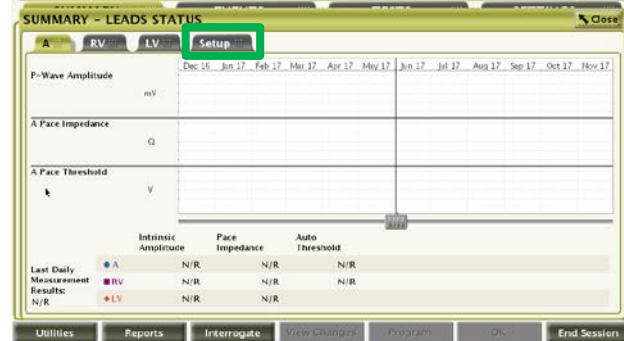 SUMMARY - LEADS STATUS
Close
A RV LV Setup
Dec 16 Jan 17 Feb 17 Mar 17 Apr 17 May 17 Jun 17 Jul 17 Aug 17 Sep 17 Oct 17 Nov 17
P-Wave Amplitude
mV
A Pace Impedance
Ω
A Pace Threshold
V
Intrinsic Amplitude Pace Impedance Auto Threshold
Last Daily Measurement Results: N/R
A N/R N/R N/R
RV N/R N/R N/R
LV N/R N/R
Utilities Reports Interrogate View Changes Program OK End Session